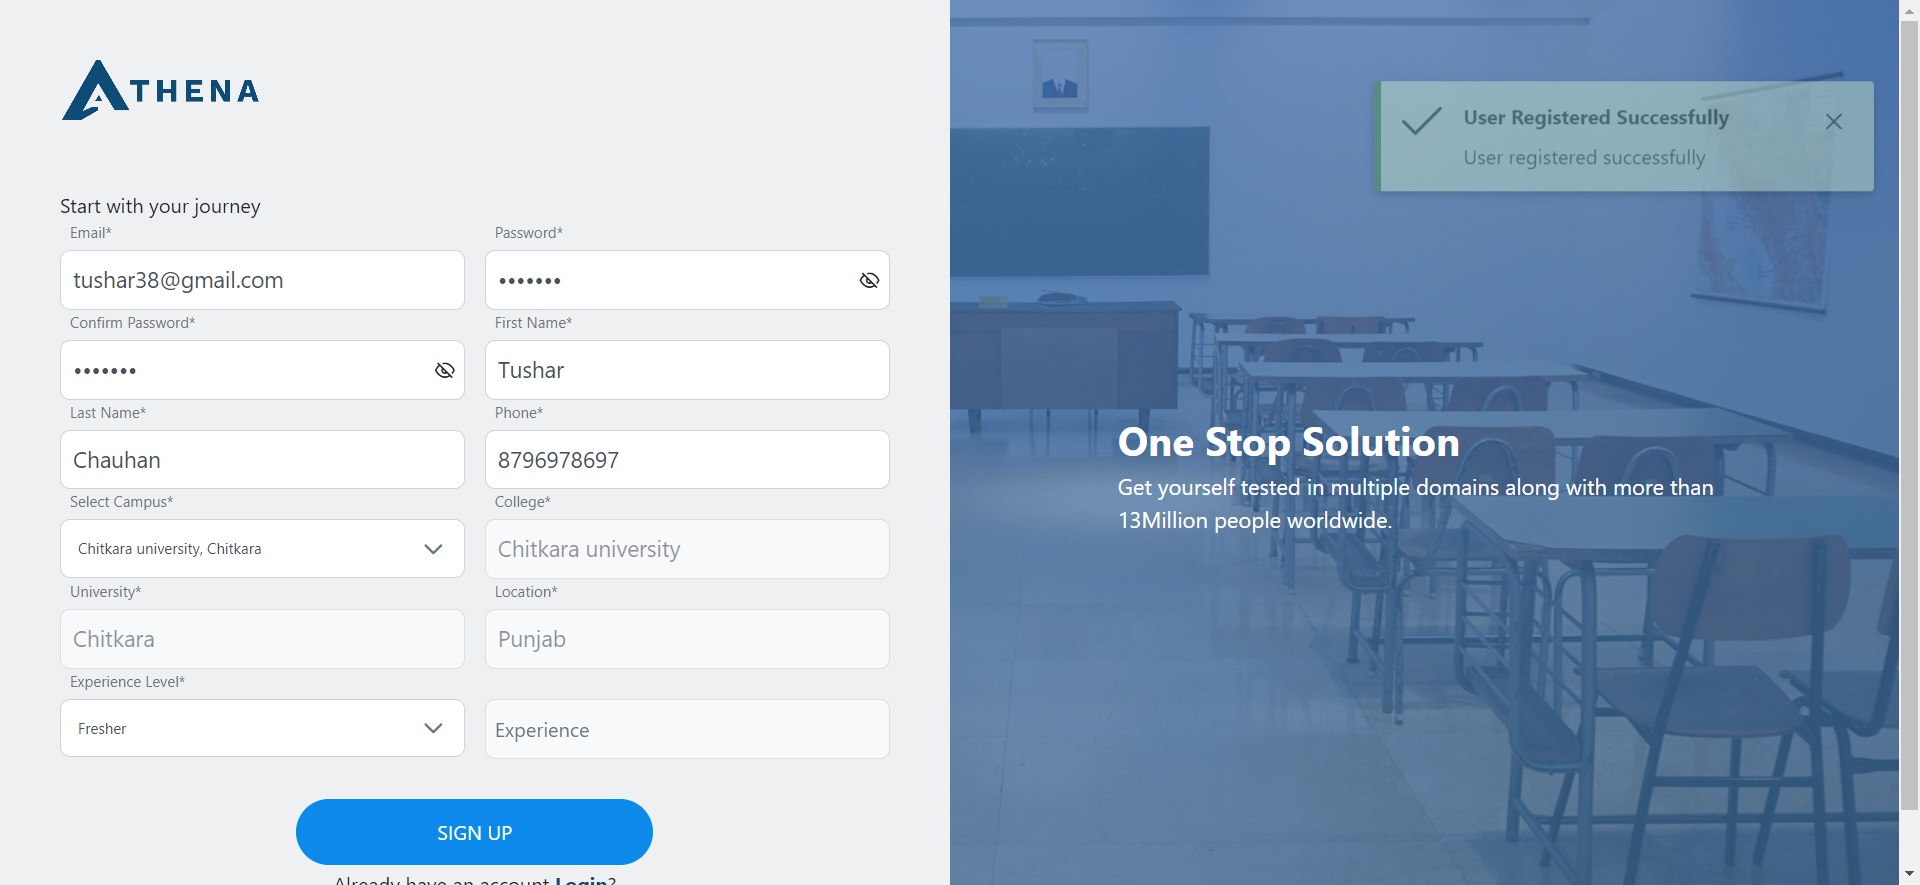 ATHENA
Start with your journey
Email*
Password*
tushar38@gmail.com
•••••••
Confirm Password*
First Name*
•••••••
Tushar
Last Name*
Phone*
Chauhan
8796978697
Select Campus*
College*
Chitkara university, Chitkara
Chitkara university
University*
Location*
Chitkara
Punjab
Experience Level*
Fresher
Experience
SIGN UP
Already have an account Login?
User Registered Successfully
User registered successfully
One Stop Solution
Get yourself tested in multiple domains along with more than
13Million people worldwide.